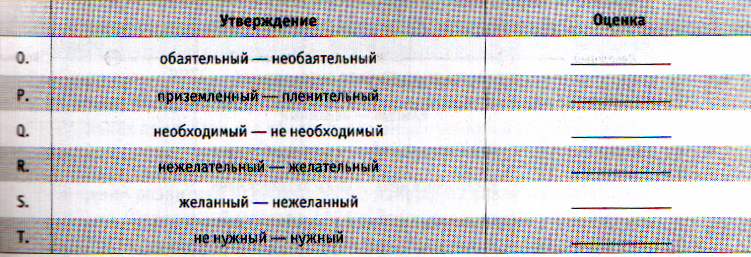 Утверждение Оценка
O. обаятельный — необаятельный
P. приземленный — пленительный
Q. необходимый — не необходимый
R. нежелательный — желательный
S. желанный — нежеланный
T. не нужный — нужный